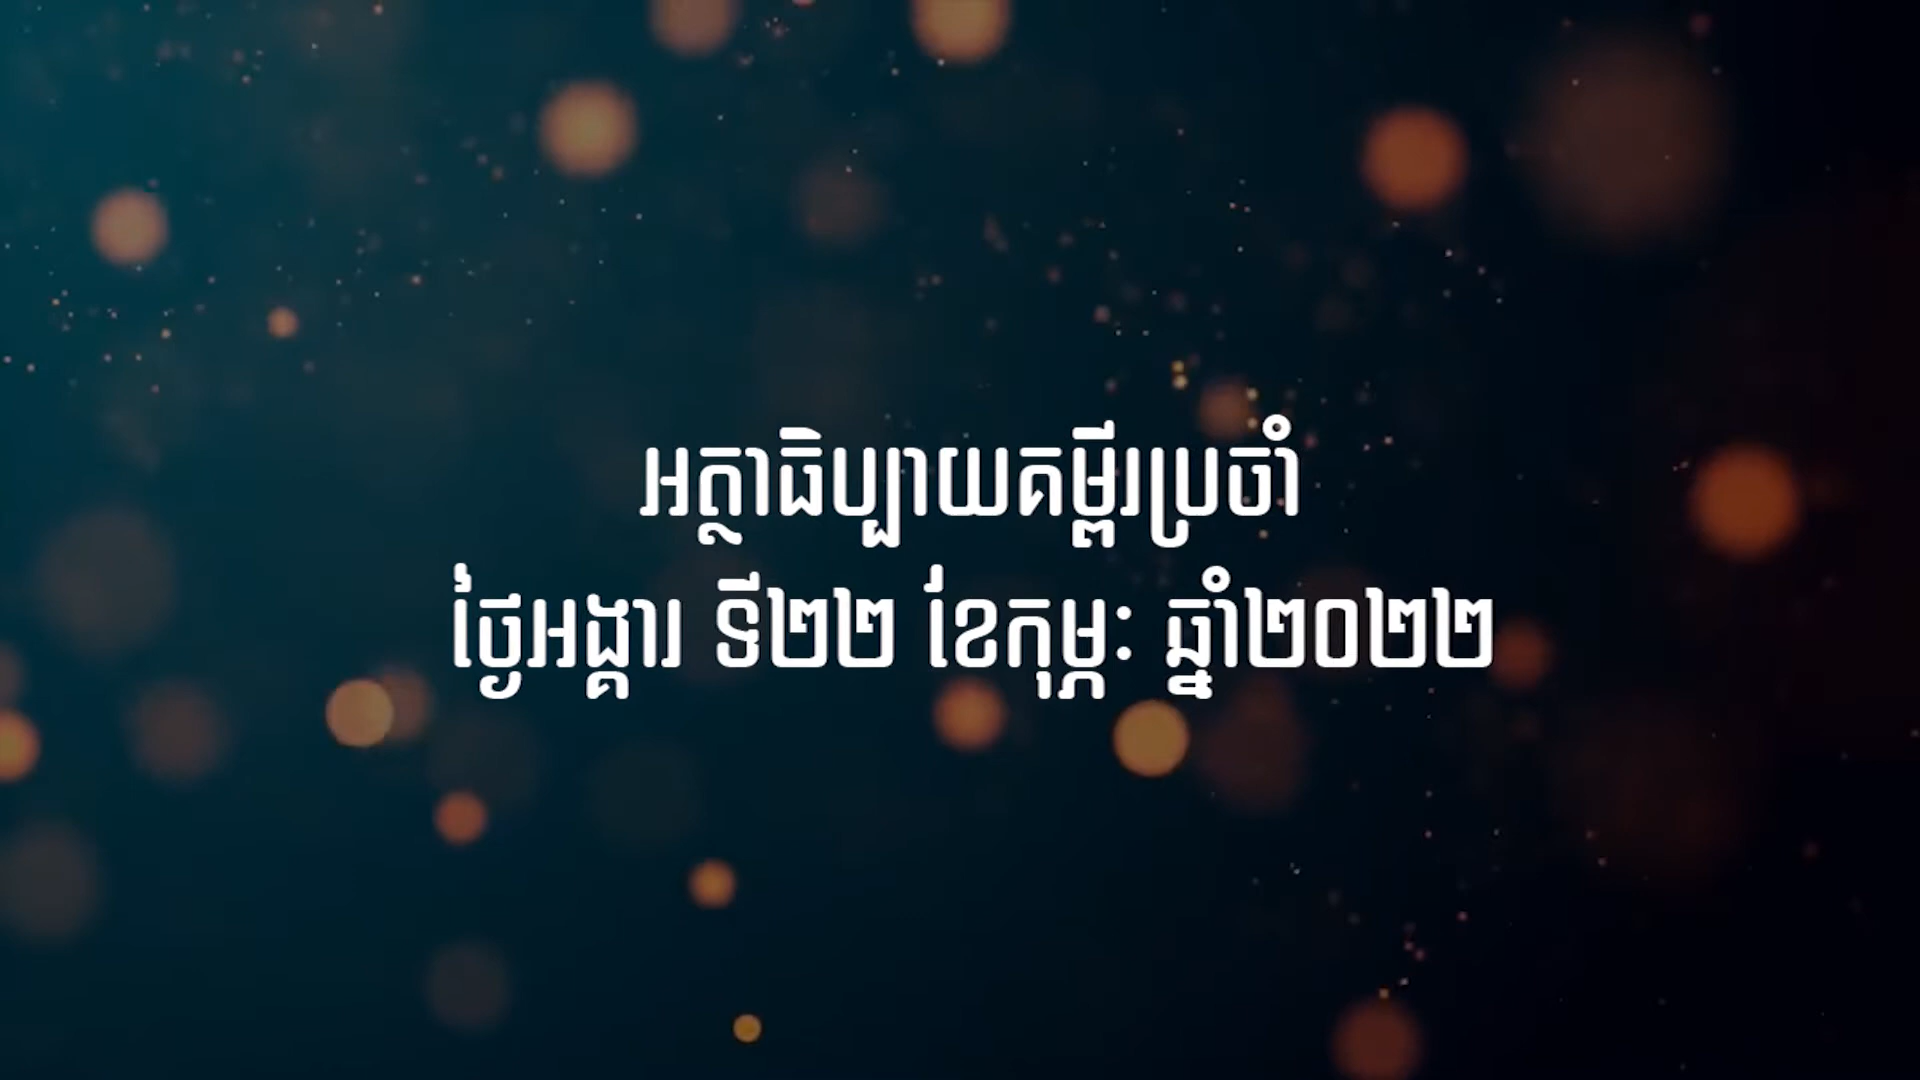 អត្ថាធិប្បាយគម្ពីរប្រចាំ
ថ្ងៃអង្គារ ទី២២ ខែកុម្ភៈ ឆ្នាំ២០២២